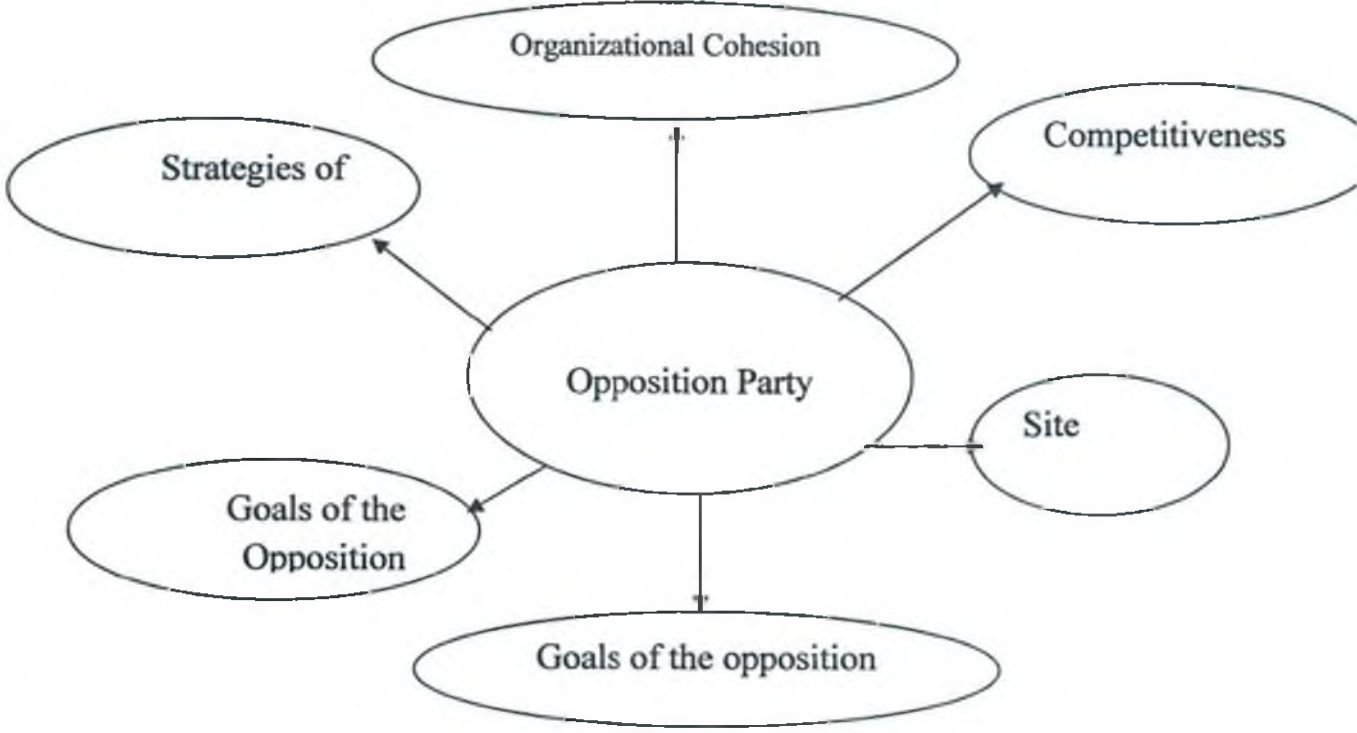 Organizational Cohesion
Competitiveness
Strategies of
Opposition Party
Site
Goals of the
Opposition
Goals of the opposition